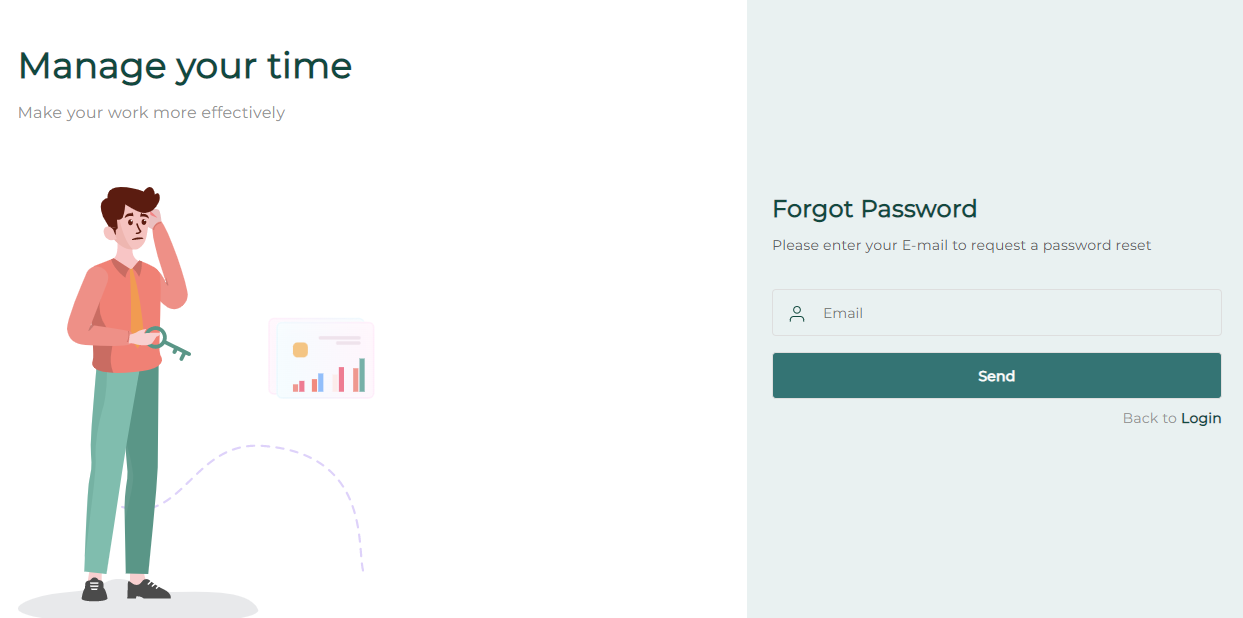 Manage your time
Make your work more effectively
Forgot Password
Please enter your E-mail to request a password reset
Email
Send
Back to Login